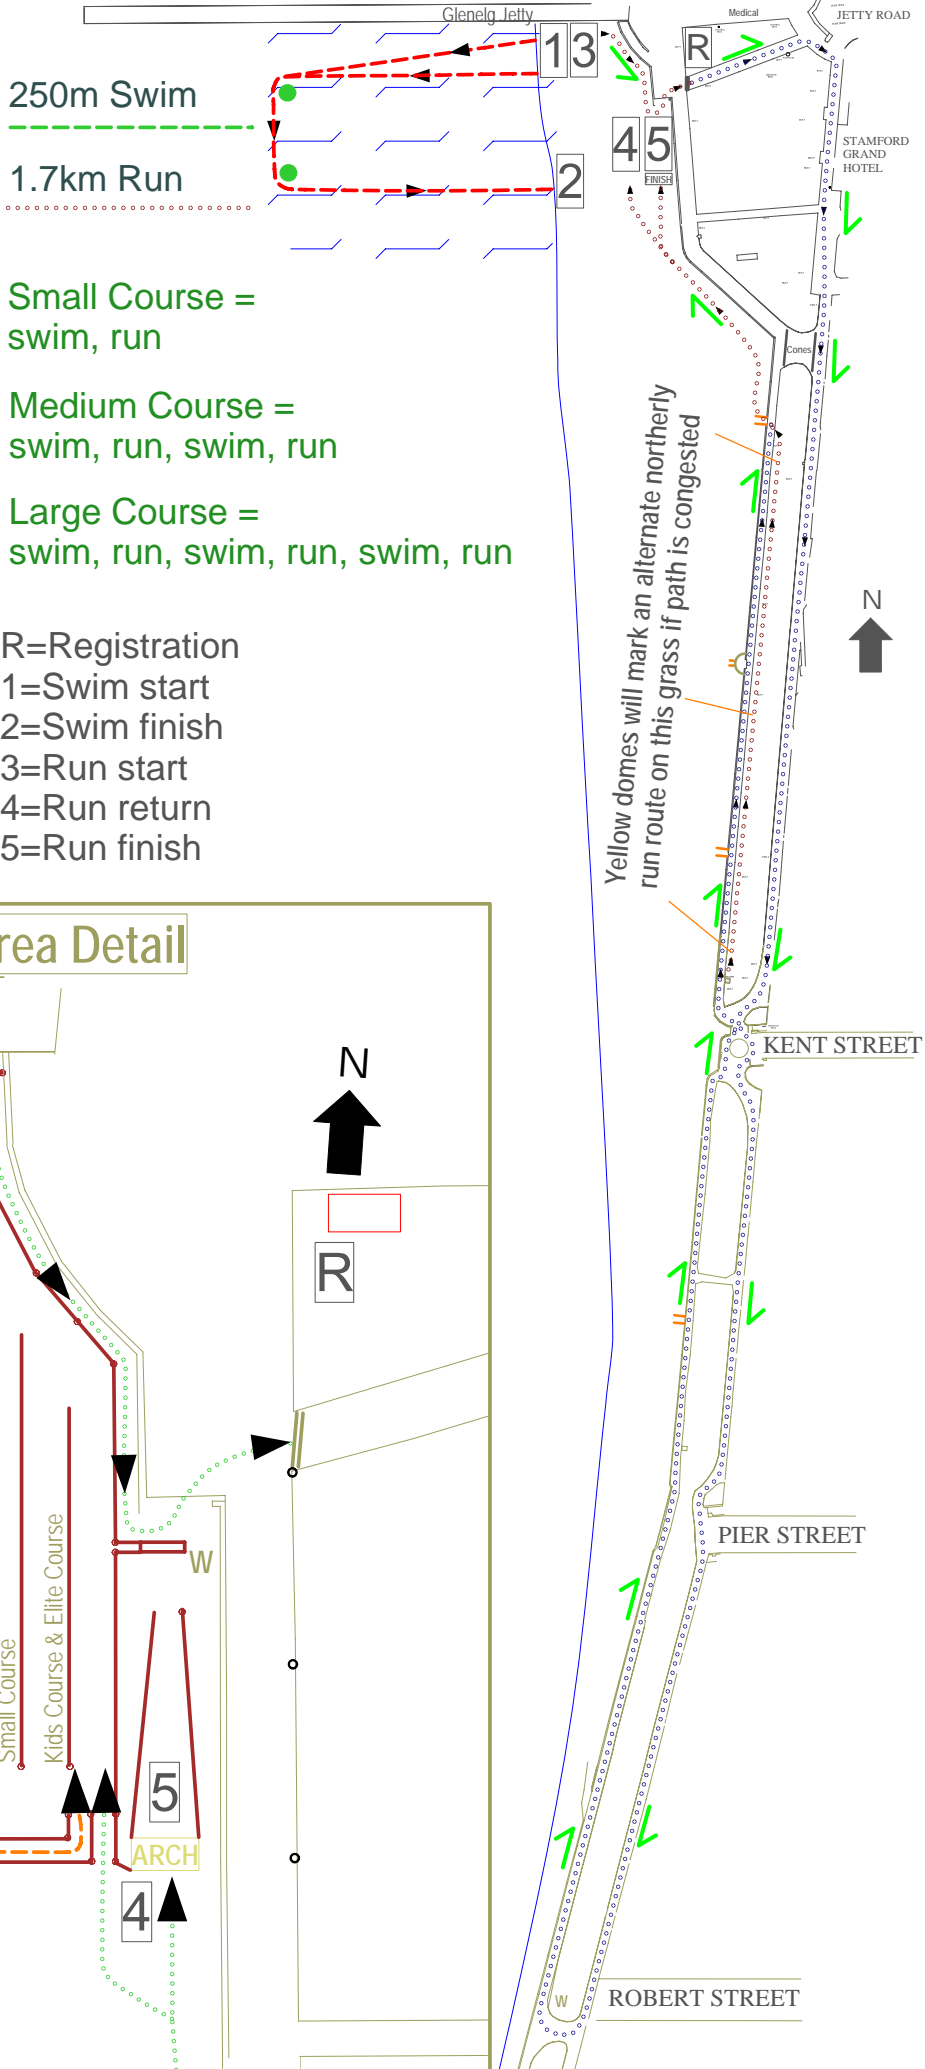 Glenelg Jetty
Medical
JETTY ROAD
1
3
R
250m Swim
4
5
FINISH
STAMFORD
GRAND
HOTEL
1.7km Run
2
Small Course =
swim, run
Cones
Medium Course =
swim, run, swim, run
Large Course =
swim, run, swim, run, swim, run
Yellow domes will mark an alternate northerly
run route on this grass if path is congested
N
R=Registration
1=Swim start
2=Swim finish
3=Run start
4=Run return
5=Run finish
rea Detail
KENT STREET
N
R
PIER STREET
W
Small Course
Kids Course & Elite Course
5
ARCH
4
W
ROBERT STREET